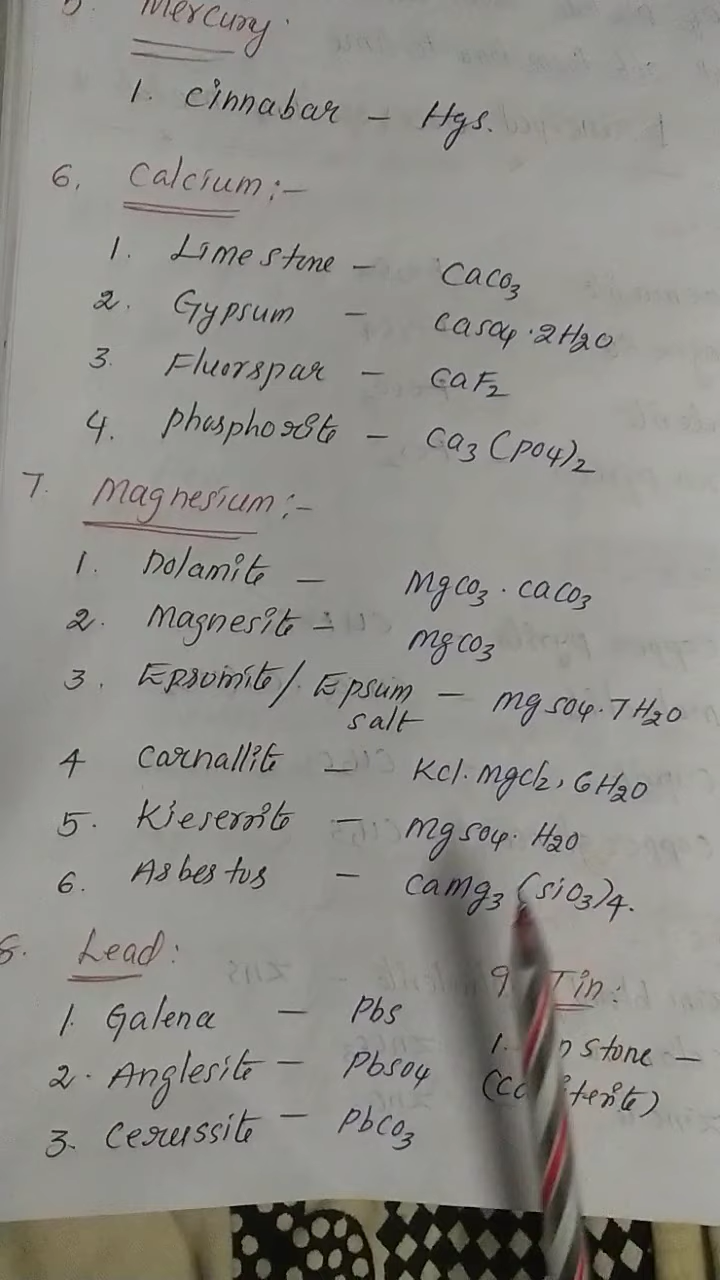 5. Mercury.
1. Cinnabar - Hgs.
6. Calcium:-
1. Limestone - CaCO3
2. Gypsum - CaSO4.2H2O
3. Fluorspar - CaF2
4. Phosphorite - Ca3(PO4)2
7. Magnesium:-
1. Dolamite - MgCO3.CaCO3
2. Magnesite - MgCO3
3. Epsomite/Epsum salt - MgSO4.7H2O
4 Carnallite - KCl.MgCl2, 6H2O
5. Kieserite - MgSO4.H2O
6. Asbestos - CaMg3(SiO3)4.
8. Lead:
1. Galena - Pbs
2. Anglesite - PbSO4
3. Cerussite - PbCO3
9 Tin:
1. stone -